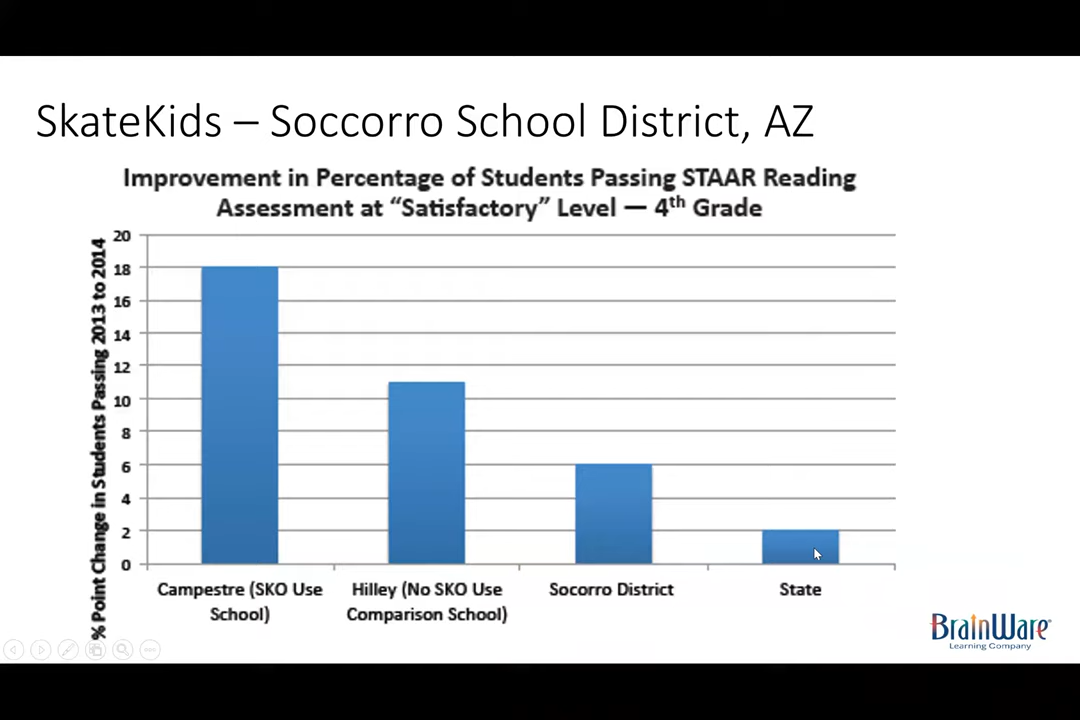 SkateKids – Soccorro School District, AZ
Improvement in Percentage of Students Passing STAAR Reading
Assessment at “Satisfactory” Level — 4th Grade
% Point Change in Students Passing 2013 to 2014
20
18
16
14
12
10
8
6
4
2
0
Campestre (SKO Use
School)
Hilley (No SKO Use
Comparison School)
Socorro District
State
BrainWare
Learning Company